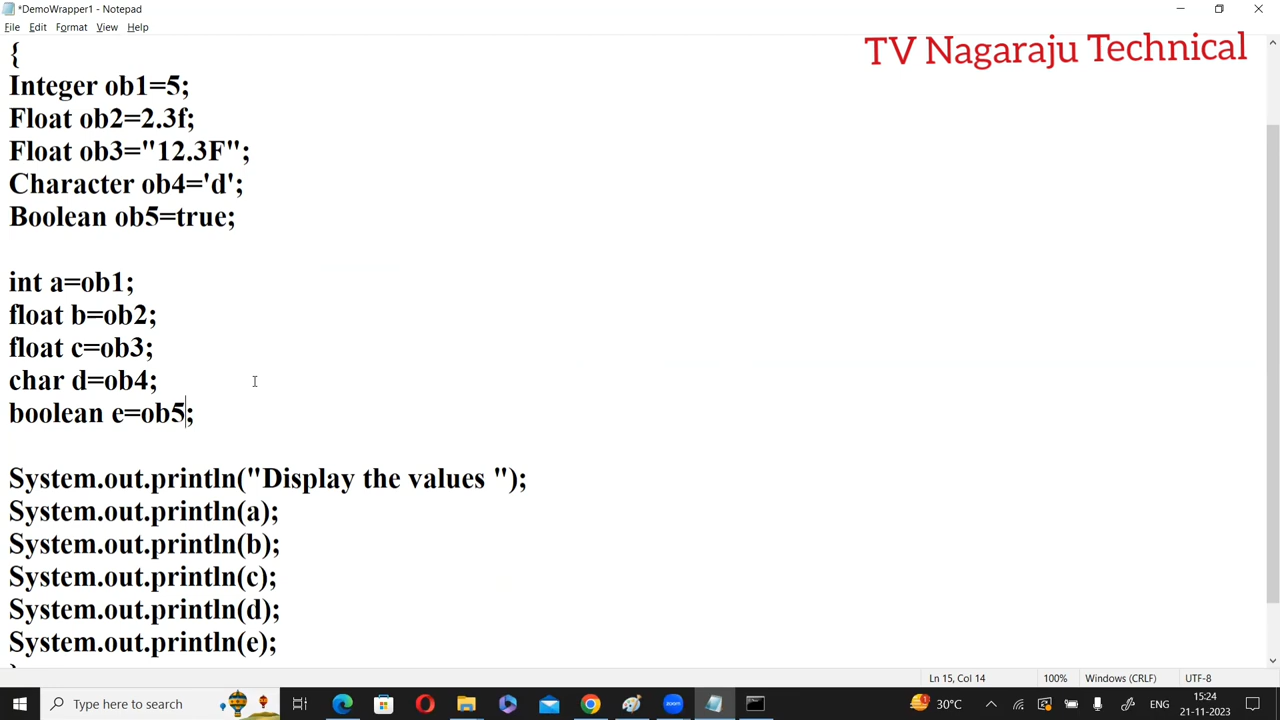 *DemoWrapper1 - Notepad
File Edit Format View Help
TV Nagaraju Technical
{
Integer ob1=5;
Float ob2=2.3f;
Float ob3="12.3F";
Character ob4='d';
Boolean ob5=true;
int a=ob1;
float b=ob2;
float c=ob3;
char d=ob4;
boolean e=ob5;
System.out.println("Display the values ");
System.out.println(a);
System.out.println(b);
System.out.println(c);
System.out.println(d);
System.out.println(e);
}
Ln 15, Col 14 100% Windows (CRLF) UTF-8
Type here to search
zoom
30°C
ENG
15:24
21-11-2023